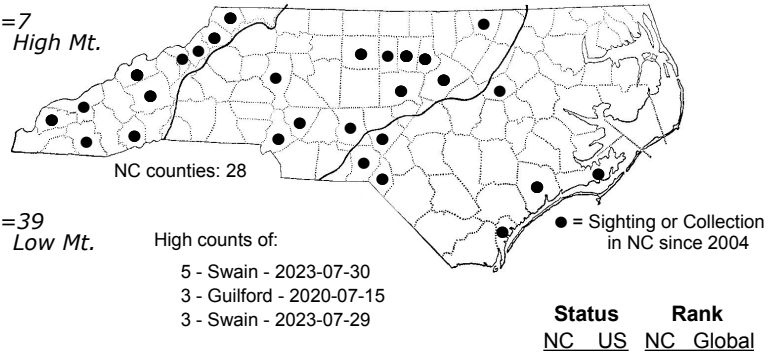 =7
High Mt.
NC counties: 28
=39
Low Mt.
High counts of:
5 - Swain - 2023-07-30
3 - Guilford - 2020-07-15
3 - Swain - 2023-07-29
● = Sighting or Collection
in NC since 2004
Status Rank
NC US NC Global